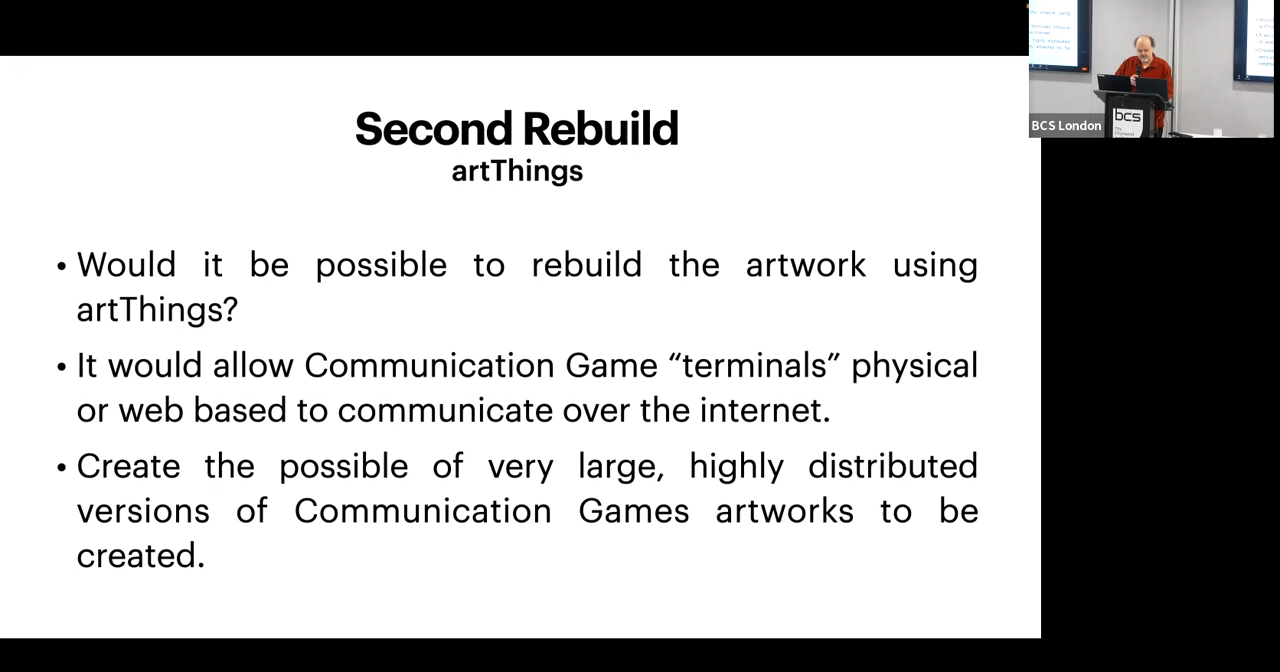 Second Rebuild
artThings
• Would it be possible to rebuild the artwork using
artThings?
• It would allow Communication Game “terminals” physical
or web based to communicate over the internet.
• Create the possible of very large, highly distributed
versions of Communication Games artworks to be
created.
BCS London
bcs